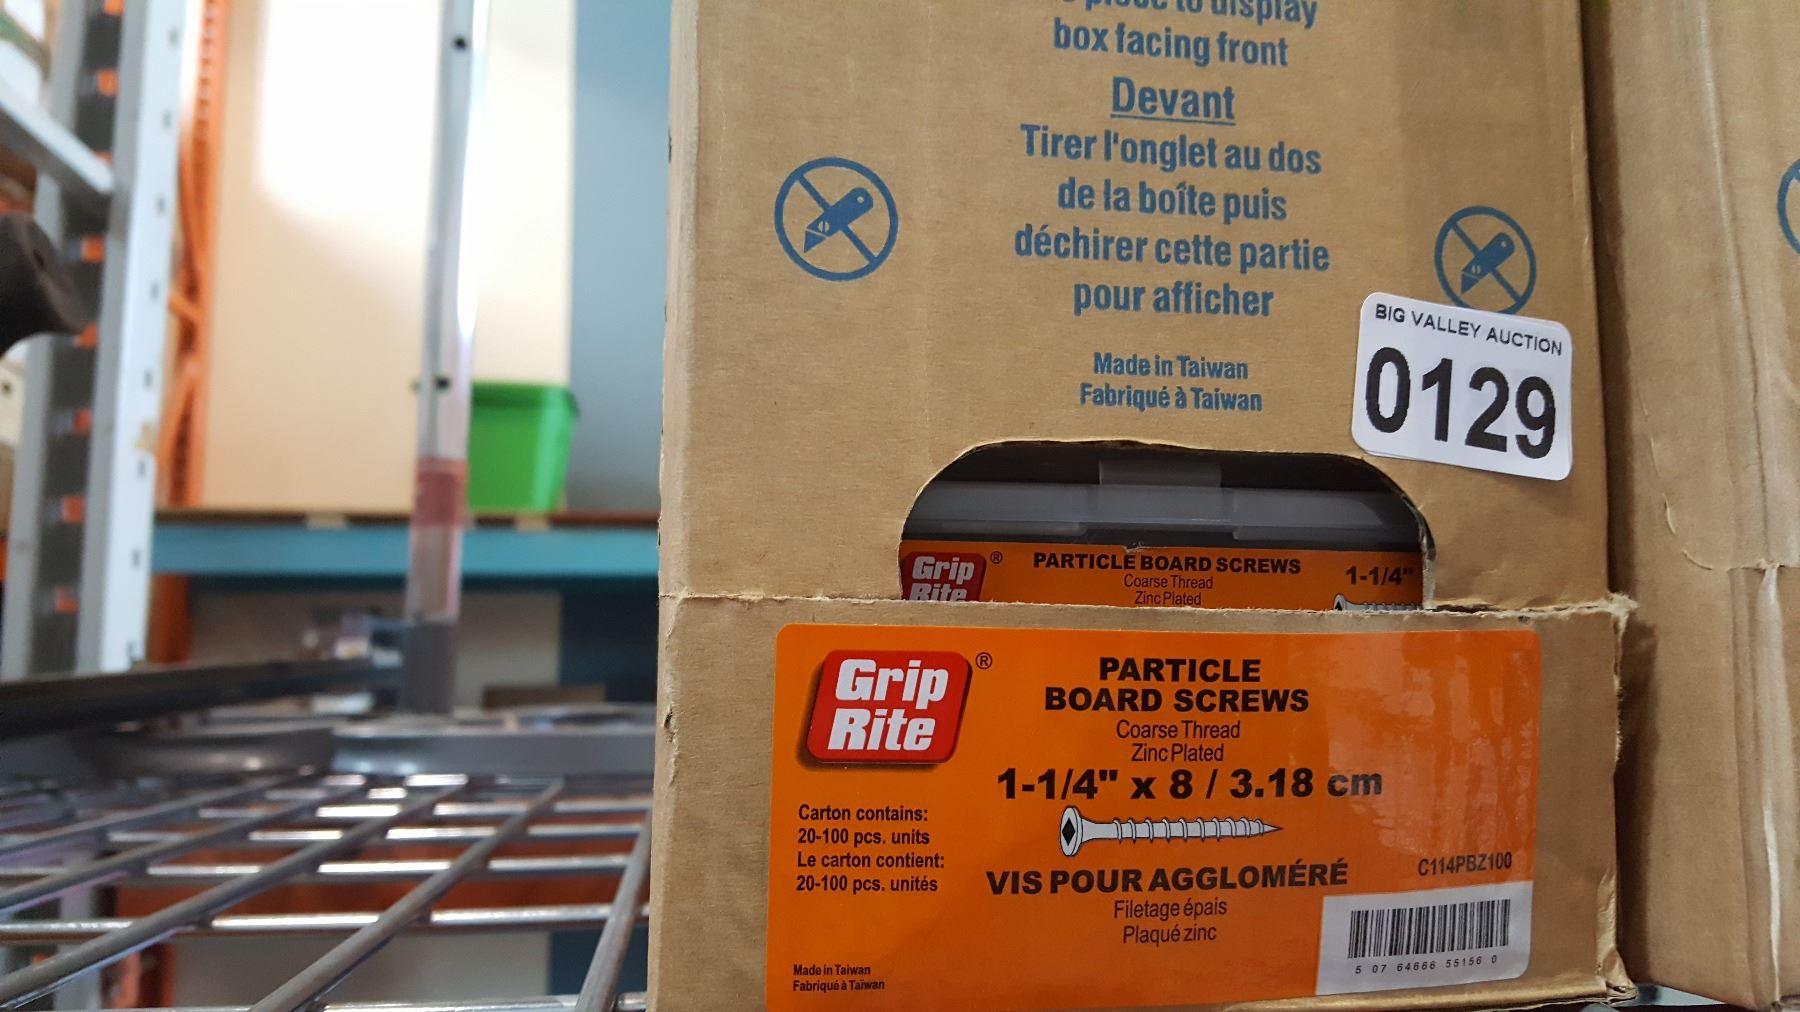 to display
box facing front
Devant
Tirer l'onglet au dos
de la boîte puis
déchirer cette partie
pour afficher
Made in Taiwan
Fabriqué à Taiwan
BIG VALLEY AUCTION
0129
Grip Rite ®
PARTICLE BOARD SCREWS
Coarse Thread
Zinc Plated
1-1/4"
Grip
Rite
®
PARTICLE
BOARD SCREWS
Coarse Thread
Zinc Plated
1-1/4" x 8 / 3.18 cm
Carton contains:
20-100 pcs. units
Le carton contient:
20-100 pcs. unités
VIS POUR AGGLOMÉRÉ
Filetage épais
Plaqué zinc
C114PBZ100
5 07 64666 55156 0
Made in Taiwan
Fabriqué à Taïwan